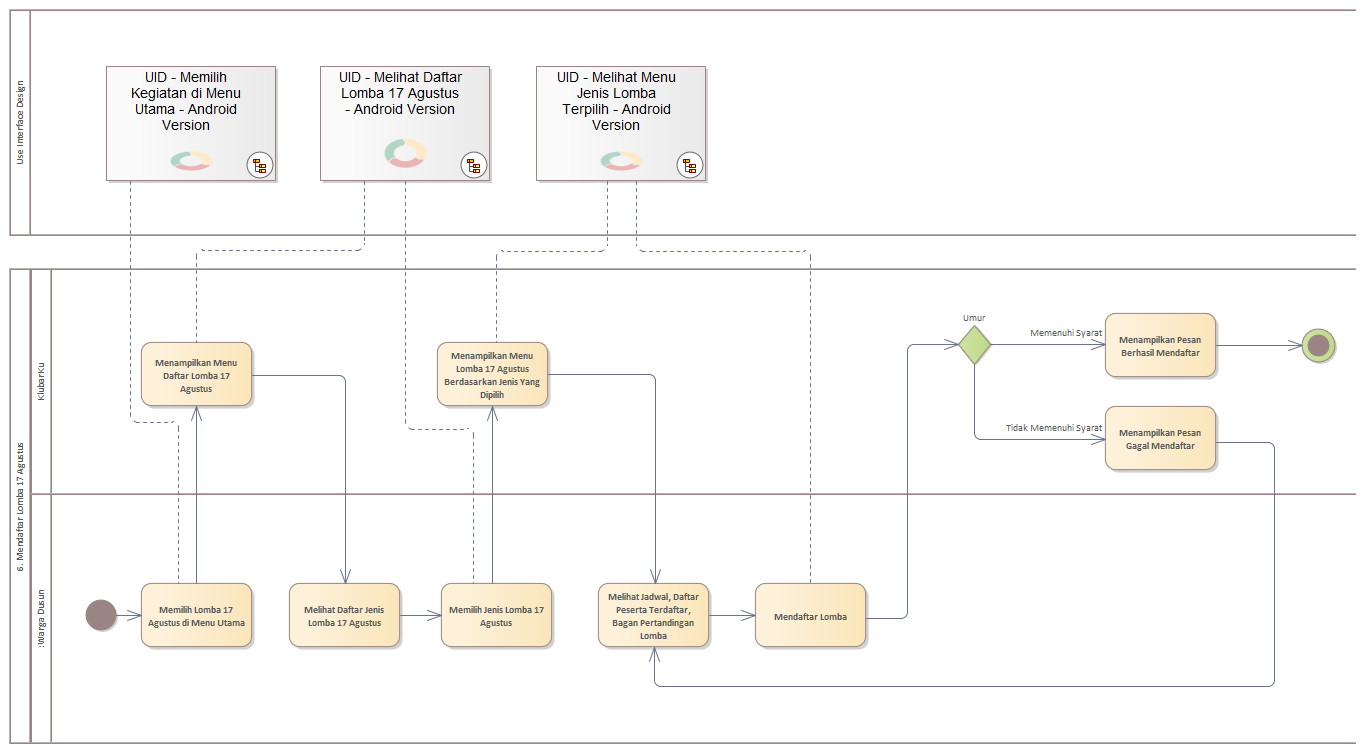 Use Interface Design
UID - Memilih
Kegiatan di Menu
Utama - Android
Version
UID - Melihat Daftar
Lomba 17 Agustus
- Android Version
UID - Melihat Menu
Jenis Lomba
Terpilih - Android
Version
6. Mendaftar Lomba 17 Agustus
KlubarKu
Menampilkan Menu
Daftar Lomba 17
Agustus
Menampilkan Menu
Lomba 17 Agustus
Berdasarkan Jenis Yang
Dipilih
Umur
Memenuhi Syarat
Menampilkan Pesan
Berhasil Mendaftar
Tidak Memenuhi Syarat
Menampilkan Pesan
Gagal Mendaftar
:Warga Dusun
Memilih Lomba 17
Agustus di Menu Utama
Melihat Daftar Jenis
Lomba 17 Agustus
Memilih Jenis Lomba 17
Agustus
Melihat Jadwal, Daftar
Peserta Terdaftar,
Bagan Pertandingan
Lomba
Mendaftar Lomba